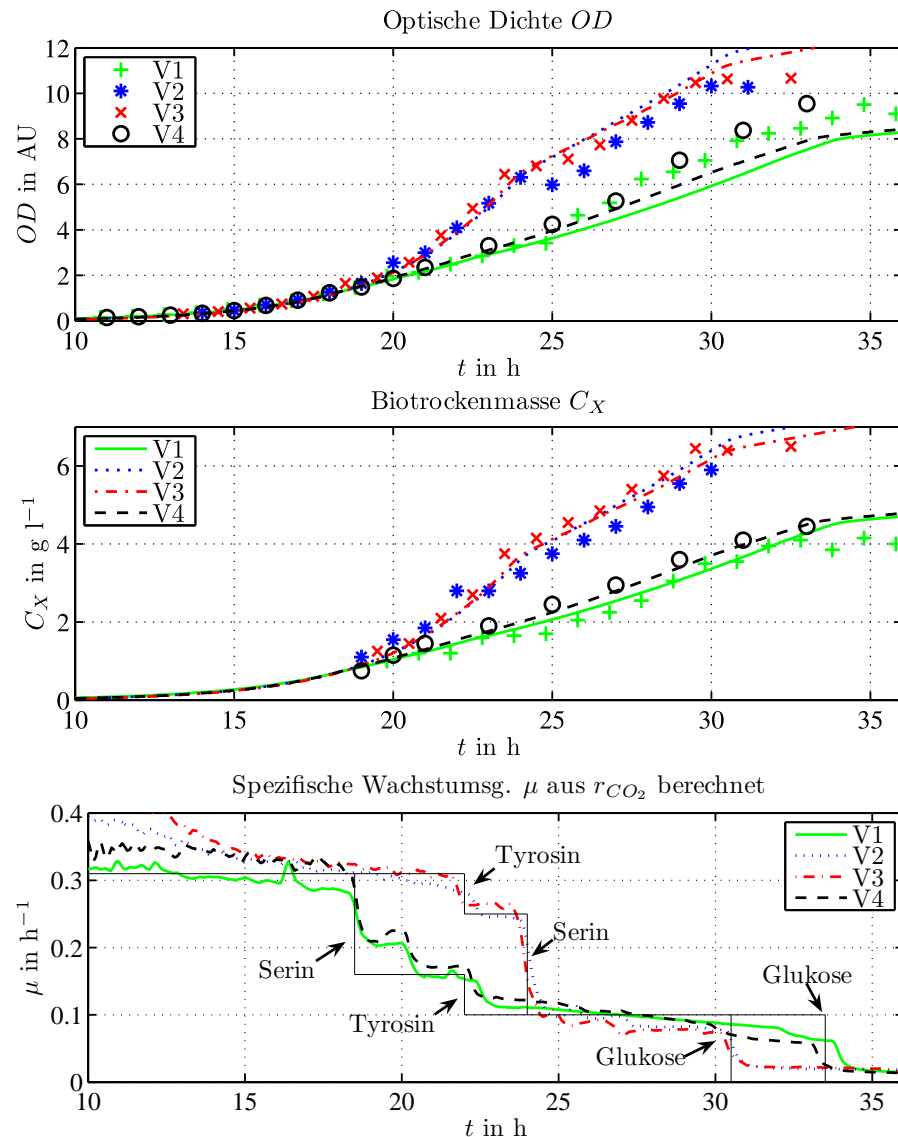 Optische Dichte OD
12
10
8
6
4
2
0
OD in AU
V1
V2
V3
V4
10 15 20 25 30 35
t in h
Biotrockenmasse C_X
6
4
2
0
C_X in g l⁻¹
V1
V2
V3
V4
10 15 20 25 30 35
t in h
Spezifische Wachstumsg. μ aus r_{CO₂} berechnet
0.4
0.3
0.2
0.1
0
μ in h⁻¹
V1
V2
V3
V4
Tyrosin
Serin
Serin
Glukose
Tyrosin
Glukose
10 15 20 25 30 35
t in h